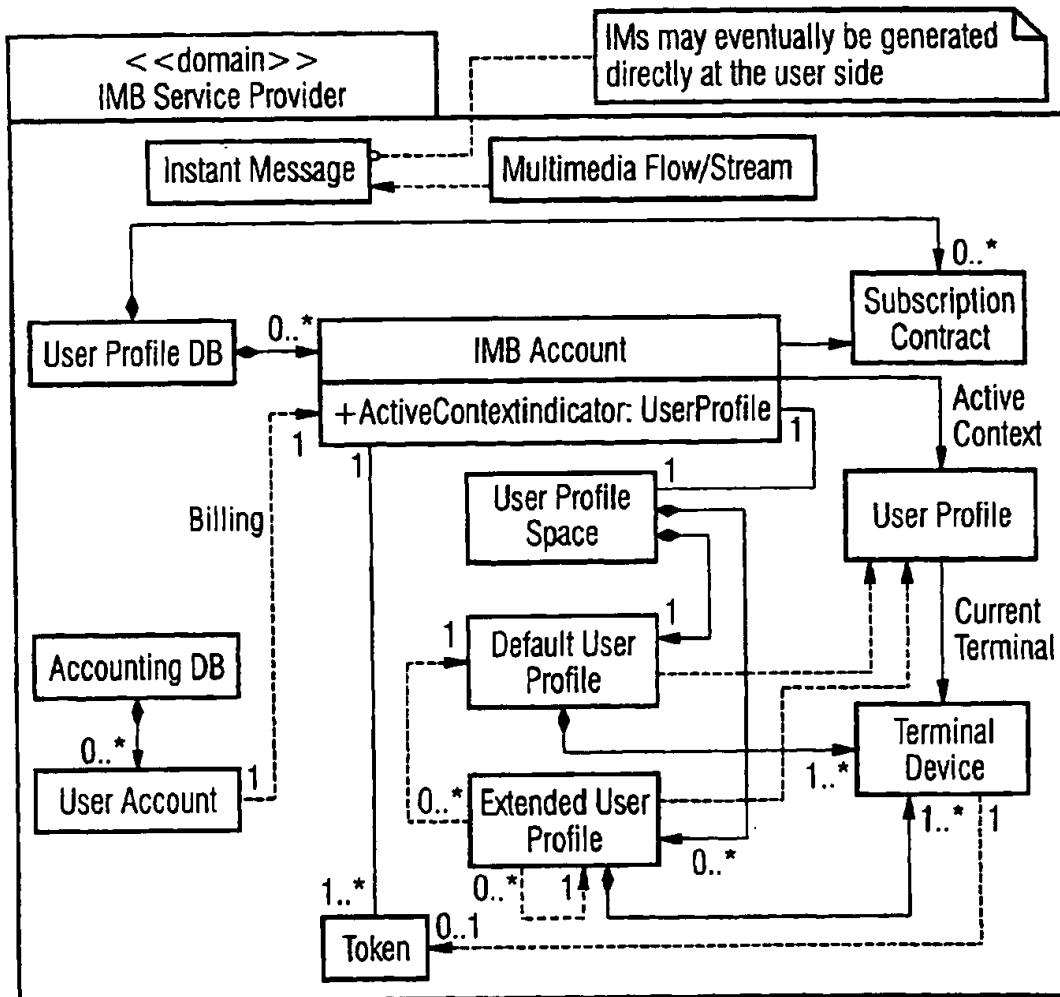 <<domain>>
IMB Service Provider
IMs may eventually be generated
directly at the user side
Instant Message
Multimedia Flow/Stream
0..*
Subscription
Contract
User Profile DB
0..*
IMB Account
+ActiveContextindicator: UserProfile
1
1
1
Active
Context
Billing
1
User Profile
Space
User Profile
1
1
Default User
Profile
Current
Terminal
Accounting DB
0..*
User Account
1
Terminal
Device
1..*
0..*
Extended User
Profile
1..*
1
0..*
0..*
1
1..*
0..1
Token